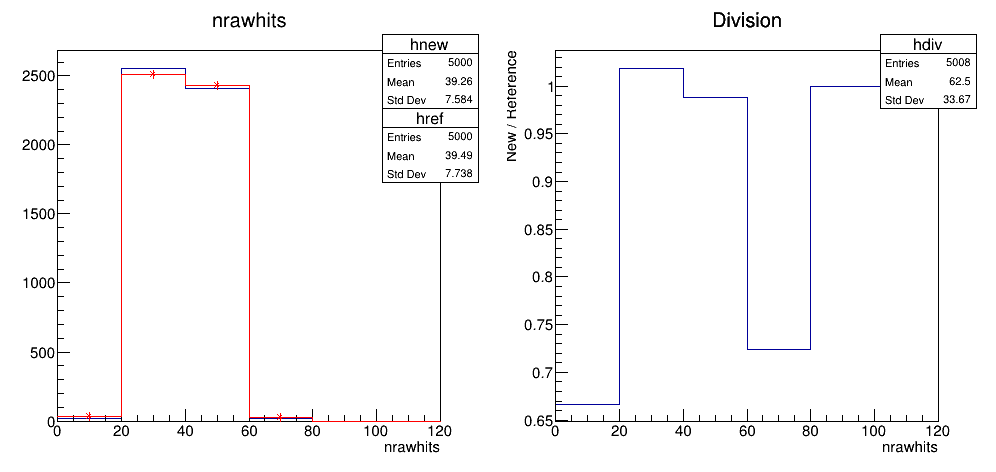 nrawhits
hnew
Entries 5000
Mean 39.26
Std Dev 7.584
href
Entries 5000
Mean 39.49
Std Dev 7.738
2500
2000
1500
1000
500
0
0 20 40 60 80 100 120
nrawhits
Division
hdiv
Entries 5008
Mean 62.5
Std Dev 33.67
New / Reference
1
0.95
0.9
0.85
0.8
0.75
0.7
0.65
0 20 40 60 80 100 120
nrawhits